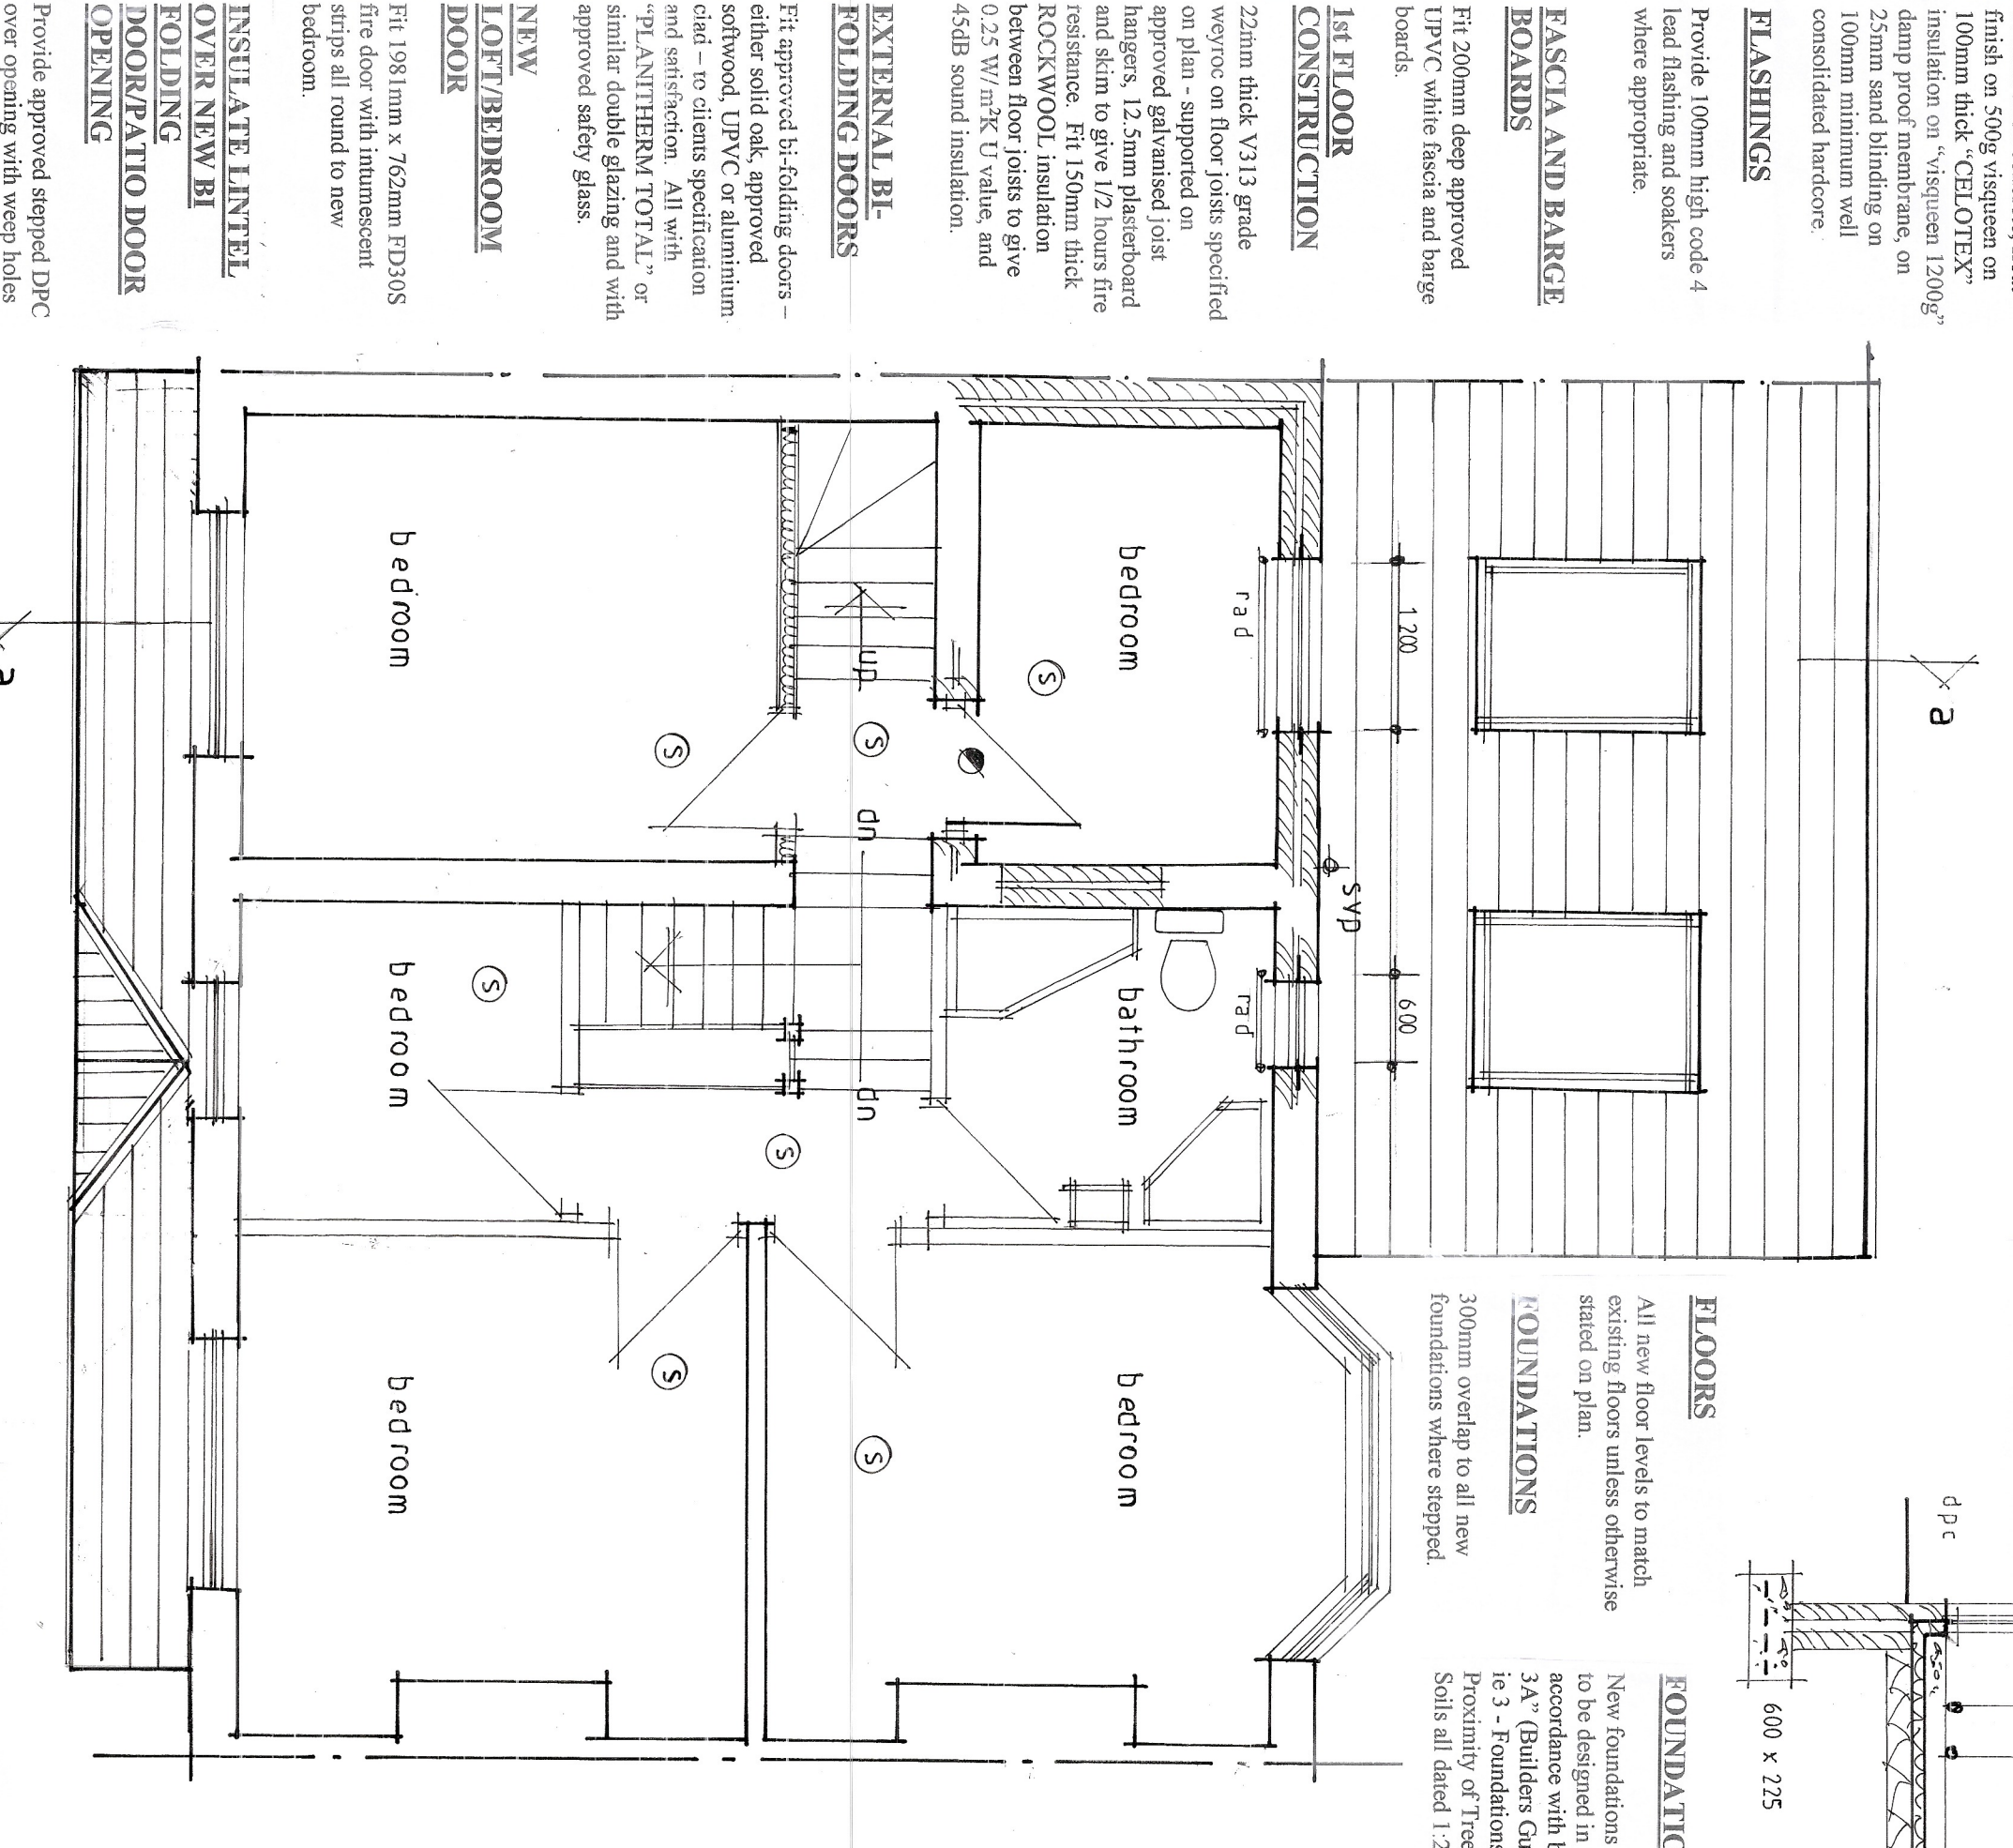 finish on 500g visqueen on
100mm thick “CELOTEX”
insulation on “visqueen 1200g”
damp proof membrane, on
25mm sand blinding on
100mm minimum well
consolidated hardcore.
FLASHINGS
Provide 100mm high code 4
lead flashing and soakers
where appropriate.
FASCIA AND BARGE
BOARDS
Fit 200mm deep approved
UPVC white fascia and barge
boards.
1st FLOOR
CONSTRUCTION
22mm thick V313 grade
weyroc on floor joists specified
on plan - supported on
approved galvanised joist
hangers, 12.5mm plasterboard
and skim to give 1/2 hours fire
resistance. Fit 150mm thick
ROCKWOOL insulation
between floor joists to give
0.25 W/m²K U value, and
45dB sound insulation.
EXTERNAL BI-
FOLDING DOORS
Fit approved bi-folding doors –
either solid oak, approved
softwood, UPVC or aluminium
clad – to clients specification
and satisfaction. All with
“PLANITHERM TOTAL” or
similar double glazing and with
approved safety glass.
NEW
LOFT/BEDROOM
DOOR
Fit 1981mm x 762mm FD30S
fire door with intumescent
strips all round to new
bedroom.
INSULATE LINTEL
OVER NEW BI
FOLDING
DOOR/PATIO DOOR
OPENING
Provide approved stepped DPC
over opening with weep holes
a
1200
600
syp
rad
rad
bedroom
S
bathroom
bedroom
up
S
dn
dn
S
S
S
S
S
bedroom
bedroom
bedroom
a
FLOORS
All new floor levels to match
existing floors unless otherwise
stated on plan.
FOUNDATIONS
300mm overlap to all new
foundations where stepped.
dpc
600 x 225
FOUNDATIO
New foundations
to be designed in
accordance with
3A” (Builders Gu
ie 3 - Foundations
Proximity of Tree
Soils all dated 1:2